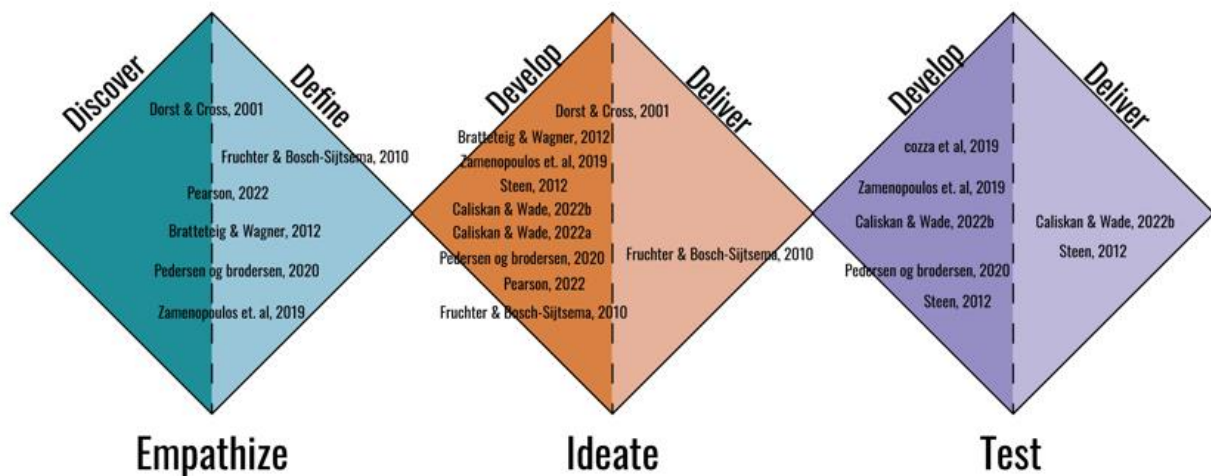 Discover
Define
Dorst & Cross, 2001
Fruchter & Bosch-Sijtsema, 2010
Pearson, 2022
Bratteteig & Wagner, 2012
Pedersen og brodersen, 2020
Zamenopoulos et. al, 2019
Empathize
Develop
Deliver
Dorst & Cross, 2001
Bratteteig & Wagner, 2012
Zamenopoulos et. al, 2019
Steen, 2012
Caliskan & Wade, 2022b
Caliskan & Wade, 2022a
Pedersen og brodersen, 2020
Fruchter & Bosch-Sijtsema, 2010
Pearson, 2022
Fruchter & Bosch-Sijtsema, 2010
Ideate
Develop
Deliver
cozza et al, 2019
Zamenopoulos et. al, 2019
Caliskan & Wade, 2022b
Caliskan & Wade, 2022b
Steen, 2012
Pedersen og brodersen, 2020
Steen, 2012
Test